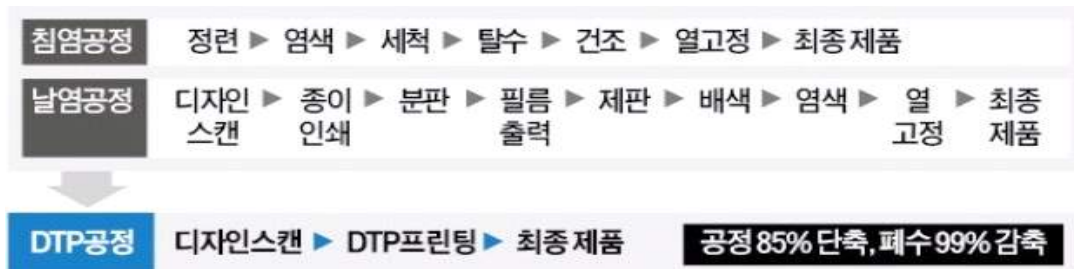 침염공정 정련 ▶ 염색 ▶ 세척 ▶ 탈수 ▶ 건조 ▶ 열고정 ▶ 최종 제품
날염공정 디자인 스캔 ▶ 종이 인쇄 ▶ 분판 ▶ 필름 출력 ▶ 제판 ▶ 배색 ▶ 염색 ▶ 열 고정 ▶ 최종 제품
DTP공정 디자인스캔 ▶ DTP프린팅 ▶ 최종 제품 공정 85% 단축, 폐수 99% 감축